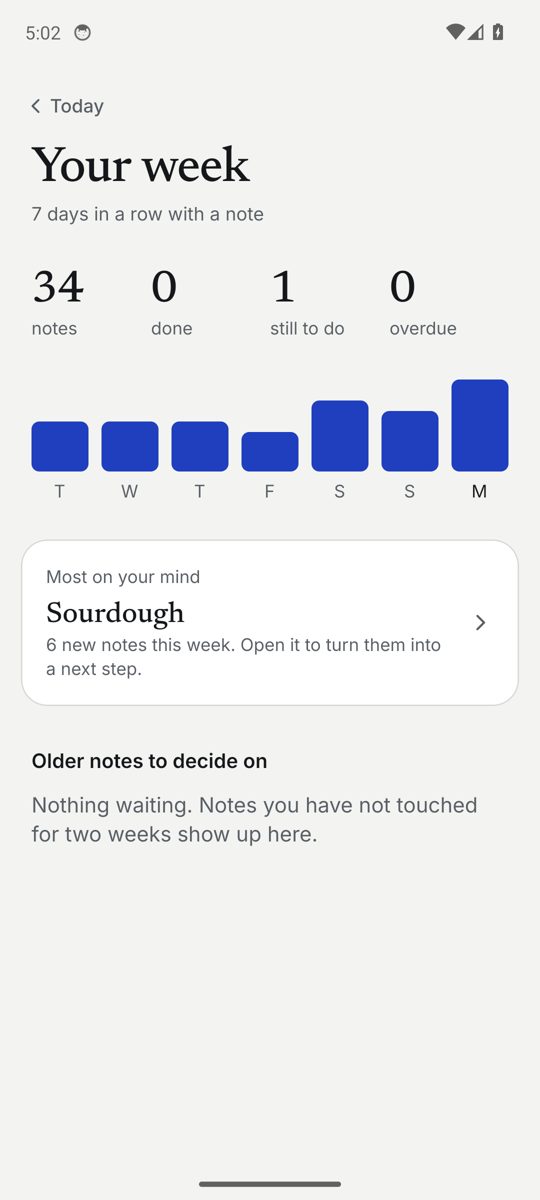 5:02
Today
Your week
7 days in a row with a note
34 0 1 0
notes done still to do overdue
T W T F S S M
Most on your mind
Sourdough
6 new notes this week. Open it to turn them into
a next step.
Older notes to decide on
Nothing waiting. Notes you have not touched
for two weeks show up here.